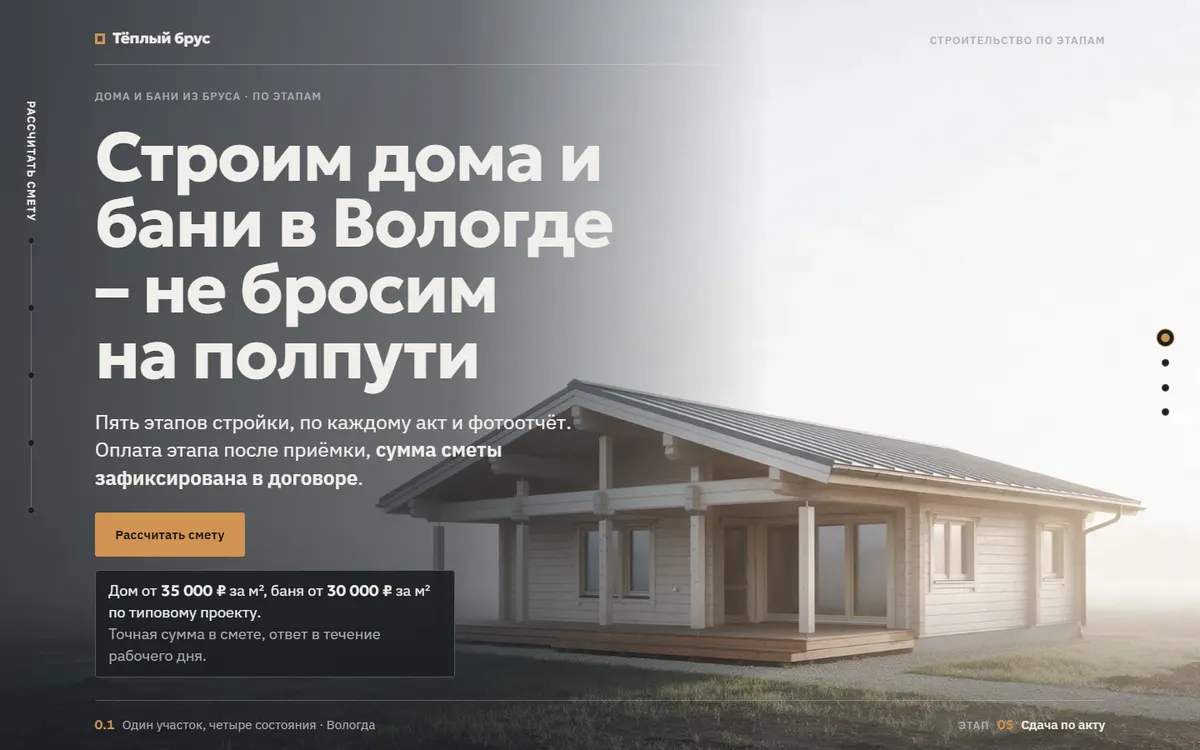 Тёплый брус
СТРОИТЕЛЬСТВО ПО ЭТАПАМ
РАССЧИТАТЬ СМЕТУ
ДОМА И БАНИ ИЗ БРУСА · ПО ЭТАПАМ
Строим дома и
бани в Вологде
– не бросим
на полпути
Пять этапов стройки, по каждому акт и фотоотчёт.
Оплата этапа после приёмки, сумма сметы
зафиксирована в договоре.
Рассчитать смету
Дом от 35 000 ₽ за м², баня от 30 000 ₽ за м²
по типовому проекту.
Точная сумма в смете, ответ в течение
рабочего дня.
0.1 Один участок, четыре состояния · Вологда
ЭТАП 05 Сдача по акту